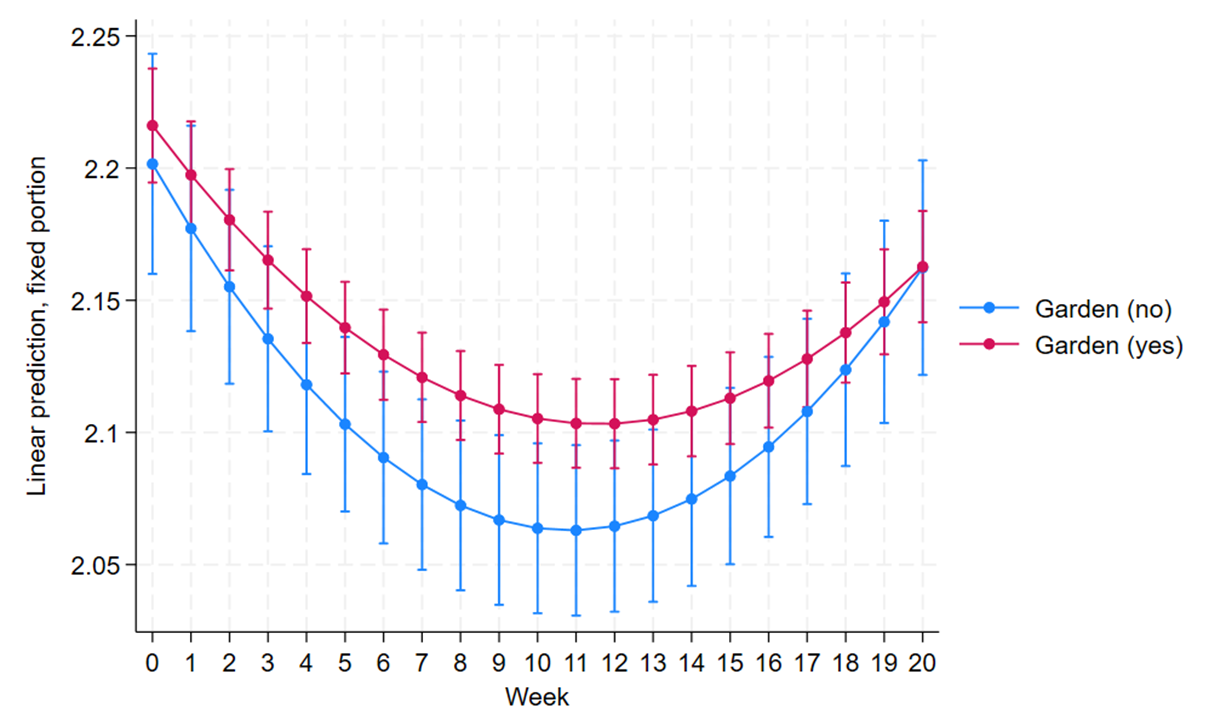 2.25
2.2
2.15
2.1
2.05
Linear prediction, fixed portion
0 1 2 3 4 5 6 7 8 9 10 11 12 13 14 15 16 17 18 19 20
Week
Garden (no)
Garden (yes)